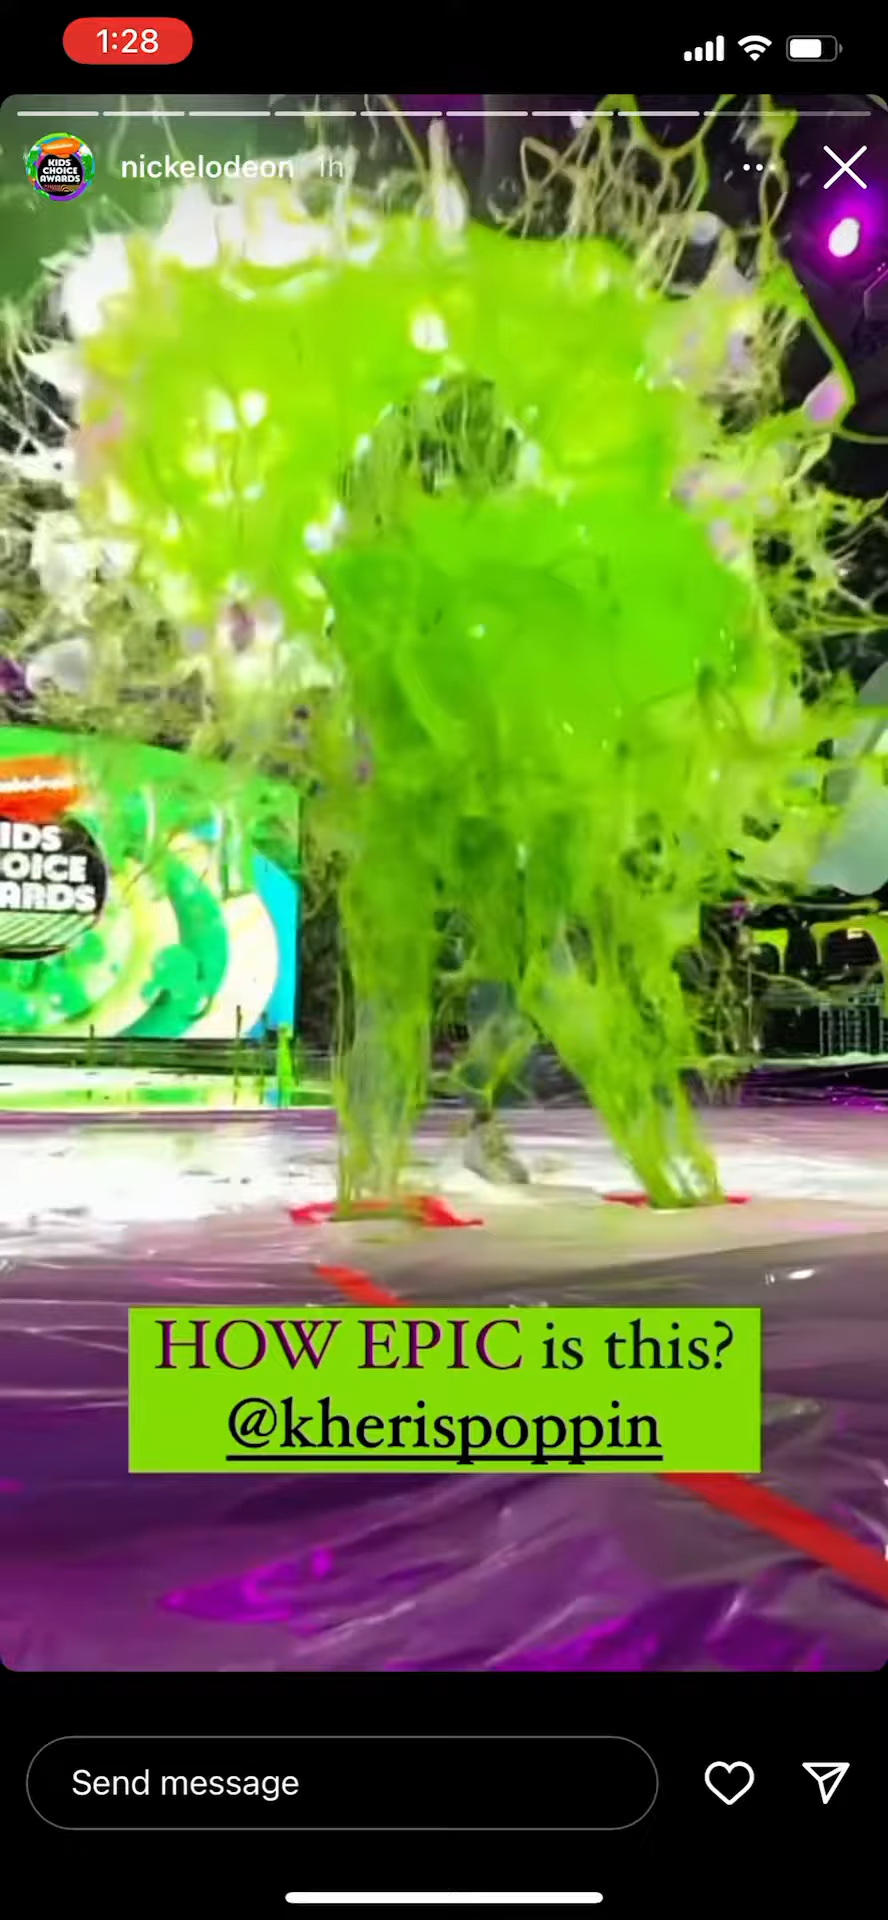 1:28
KIDS
CHOICE
AWARDS
nickelodeon 1h
IDS
OICE
ARDS
HOW EPIC is this?
@kherispoppin
Send message